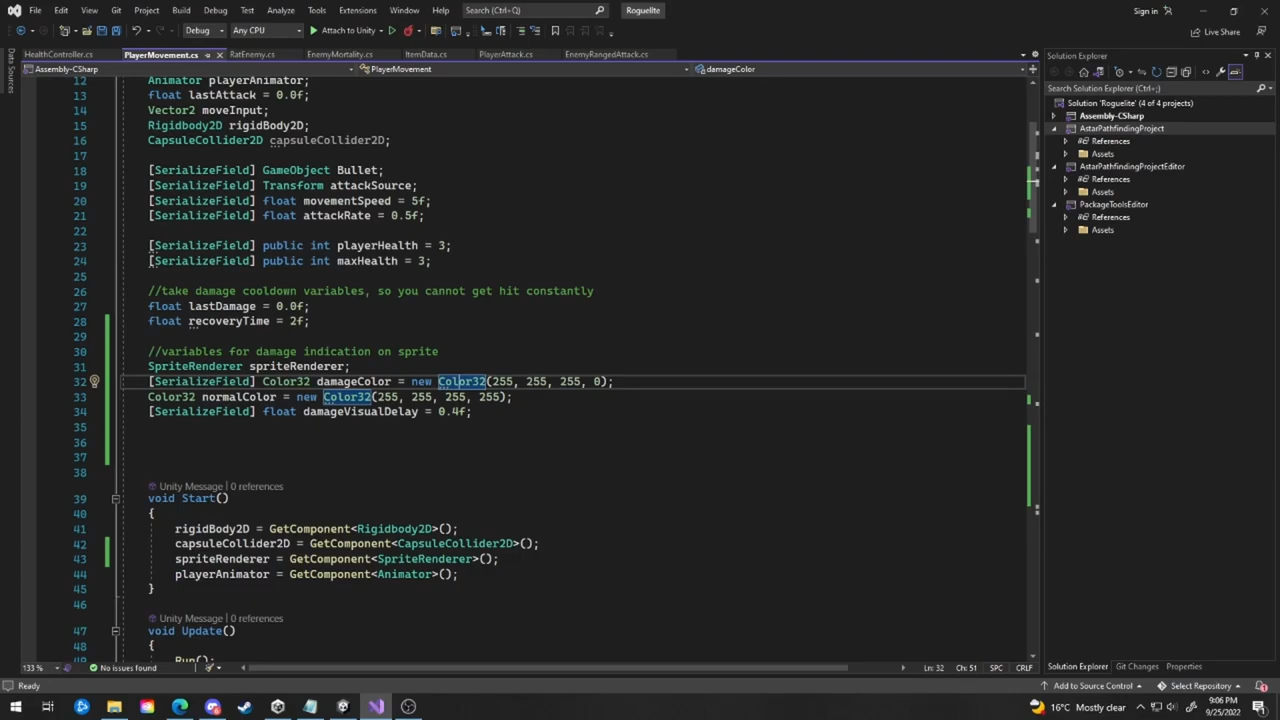 File Edit View Git Project Build Debug Test Analyze Tools Extensions Window Help Search (Ctrl+Q) Roguelite Sign in
Debug Any CPU Attach to Unity Live Share
HealthController.cs PlayerMovement.cs RatEnemy.cs EnemyMortality.cs ItemData.cs PlayerAttack.cs EnemyRangedAttack.cs
Assembly-CSharp PlayerMovement damageColor
Data Sources
12 Animator playerAnimator;
13 float lastAttack = 0.0f;
14 Vector2 moveInput;
15 Rigidbody2D rigidBody2D;
16 CapsuleCollider2D capsuleCollider2D;
17
18 [SerializeField] GameObject Bullet;
19 [SerializeField] Transform attackSource;
20 [SerializeField] float movementSpeed = 5f;
21 [SerializeField] float attackRate = 0.5f;
22
23 [SerializeField] public int playerHealth = 3;
24 [SerializeField] public int maxHealth = 3;
25
26 //take damage cooldown variables, so you cannot get hit constantly
27 float lastDamage = 0.0f;
28 float recoveryTime = 2f;
29
30 //variables for damage indication on sprite
31 SpriteRenderer spriteRenderer;
32 [SerializeField] Color32 damageColor = new Color32(255, 255, 255, 0);
33 Color32 normalColor = new Color32(255, 255, 255, 255);
34 [SerializeField] float damageVisualDelay = 0.4f;
35
36
37
38
Unity Message | 0 references
39 void Start()
40 {
41 rigidBody2D = GetComponent<Rigidbody2D>();
42 capsuleCollider2D = GetComponent<CapsuleCollider2D>();
43 spriteRenderer = GetComponent<SpriteRenderer>();
44 playerAnimator = GetComponent<Animator>();
45 }
46
Unity Message | 0 references
47 void Update()
48 {
Run();
Solution Explorer
Search Solution Explorer (Ctrl+;)
Solution 'Roguelite' (4 of 4 projects)
Assembly-CSharp
AstarPathfindingProject
References
Assets
AstarPathfindingProjectEditor
References
Assets
PackageToolsEditor
References
Assets
133 % No issues found Ln: 32 Ch: 51 SPC CRLF
Solution Explorer Git Changes Properties
Ready Add to Source Control Select Repository
16°C Mostly clear 9:06 PM
9/25/2022